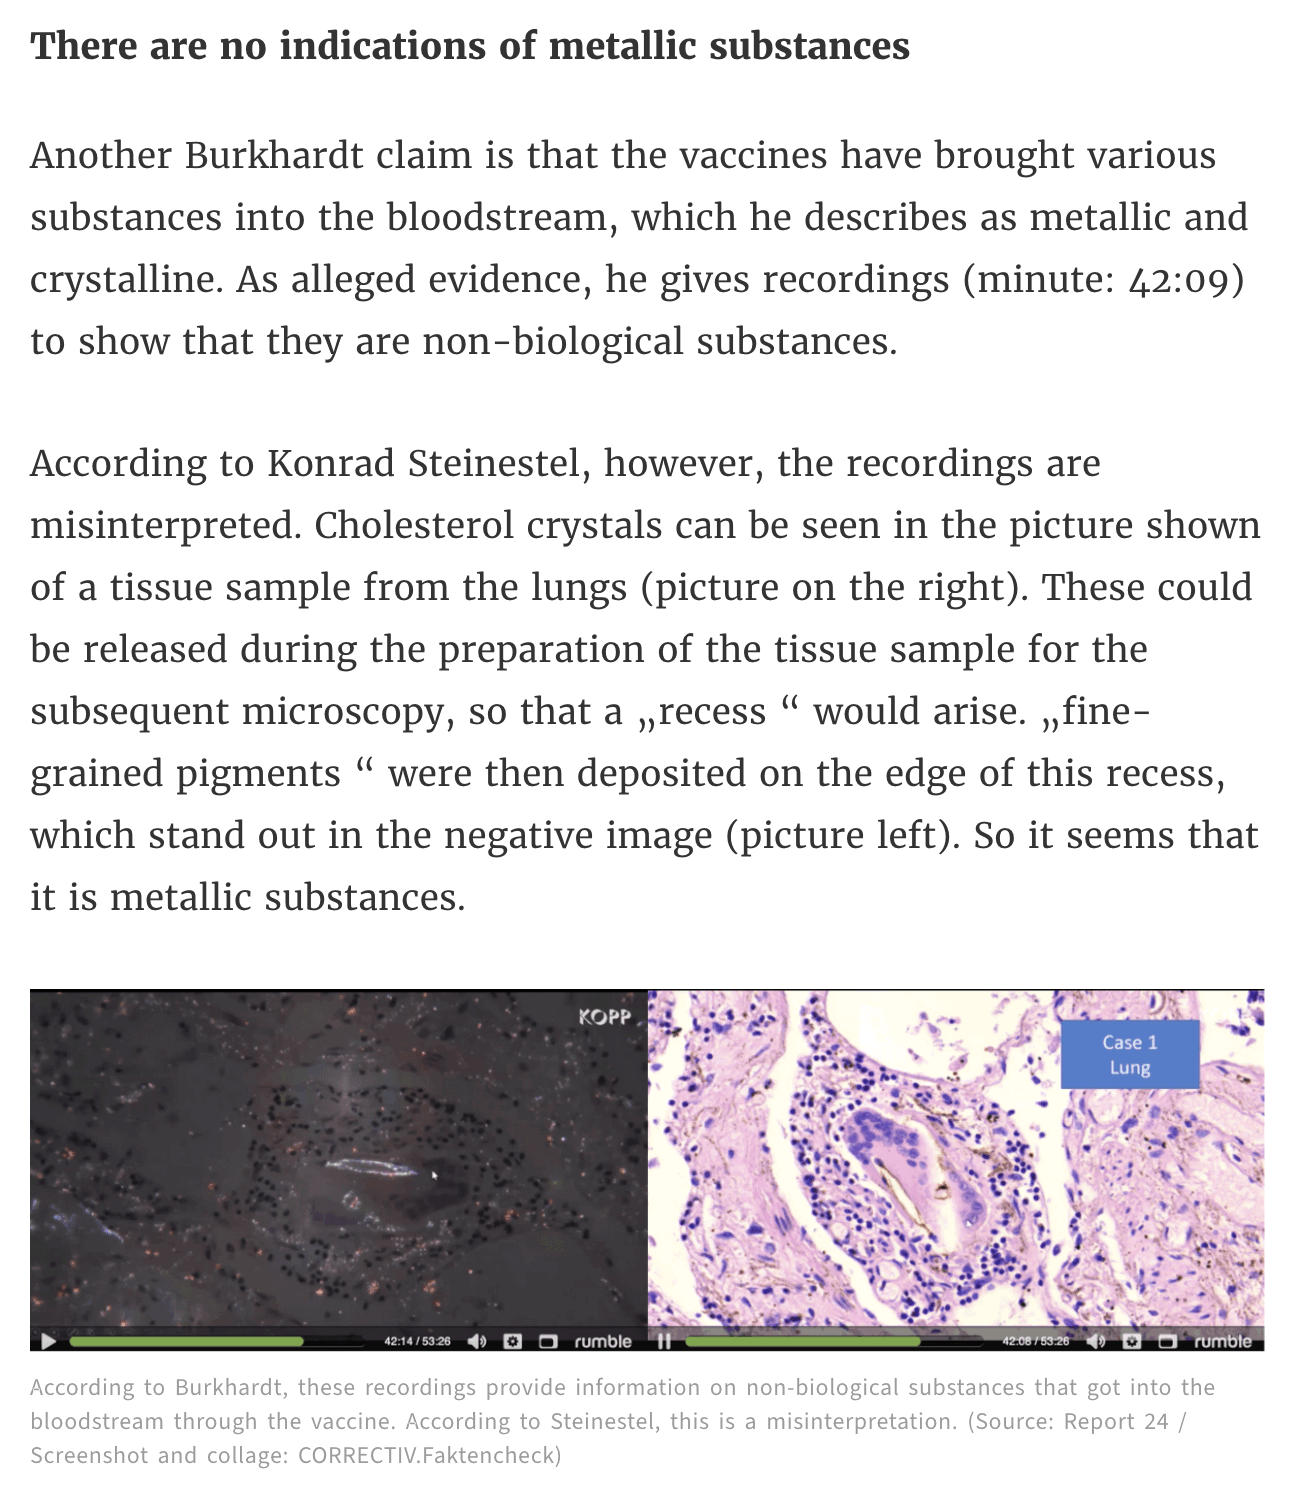 There are no indications of metallic substances
Another Burkhardt claim is that the vaccines have brought various
substances into the bloodstream, which he describes as metallic and
crystalline. As alleged evidence, he gives recordings (minute: 42:09)
to show that they are non-biological substances.
According to Konrad Steinestel, however, the recordings are
misinterpreted. Cholesterol crystals can be seen in the picture shown
of a tissue sample from the lungs (picture on the right). These could
be released during the preparation of the tissue sample for the
subsequent microscopy, so that a „recess “ would arise. „fine-
grained pigments “ were then deposited on the edge of this recess,
which stand out in the negative image (picture left). So it seems that
it is metallic substances.
KOPP
Case 1
Lung
42:14 / 53:26 rumble
42:08 / 53:26 rumble
According to Burkhardt, these recordings provide information on non-biological substances that got into the
bloodstream through the vaccine. According to Steinestel, this is a misinterpretation. (Source: Report 24 /
Screenshot and collage: CORRECTIV.Faktencheck)